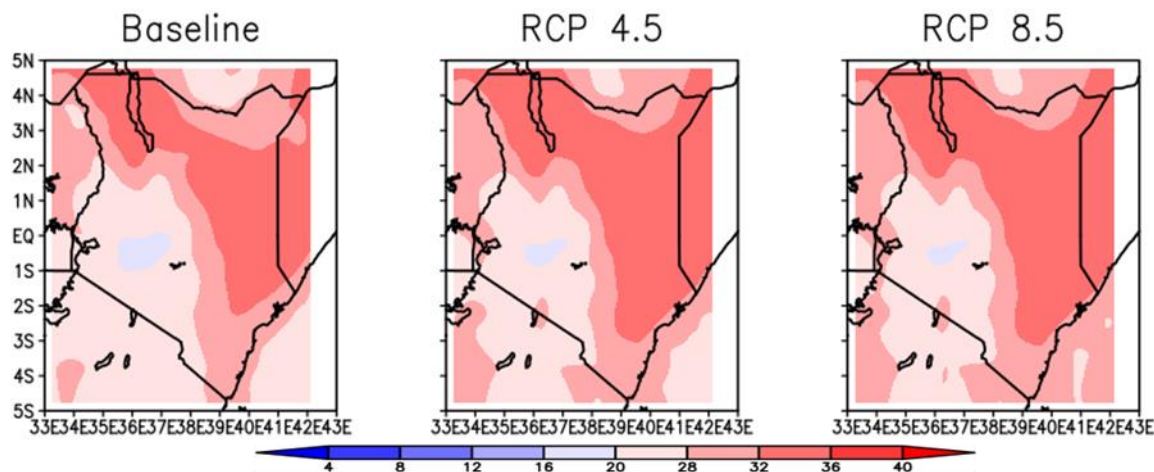 Baseline RCP 4.5 RCP 8.5
5N
4N
3N
2N
1N
EQ
1S
2S
3S
4S
5S
33E34E35E36E37E38E39E40E41E42E43E 33E34E35E36E37E38E39E40E41E42E43E 33E34E35E36E37E38E39E40E41E42E43E
4 8 12 16 20 28 32 36 40